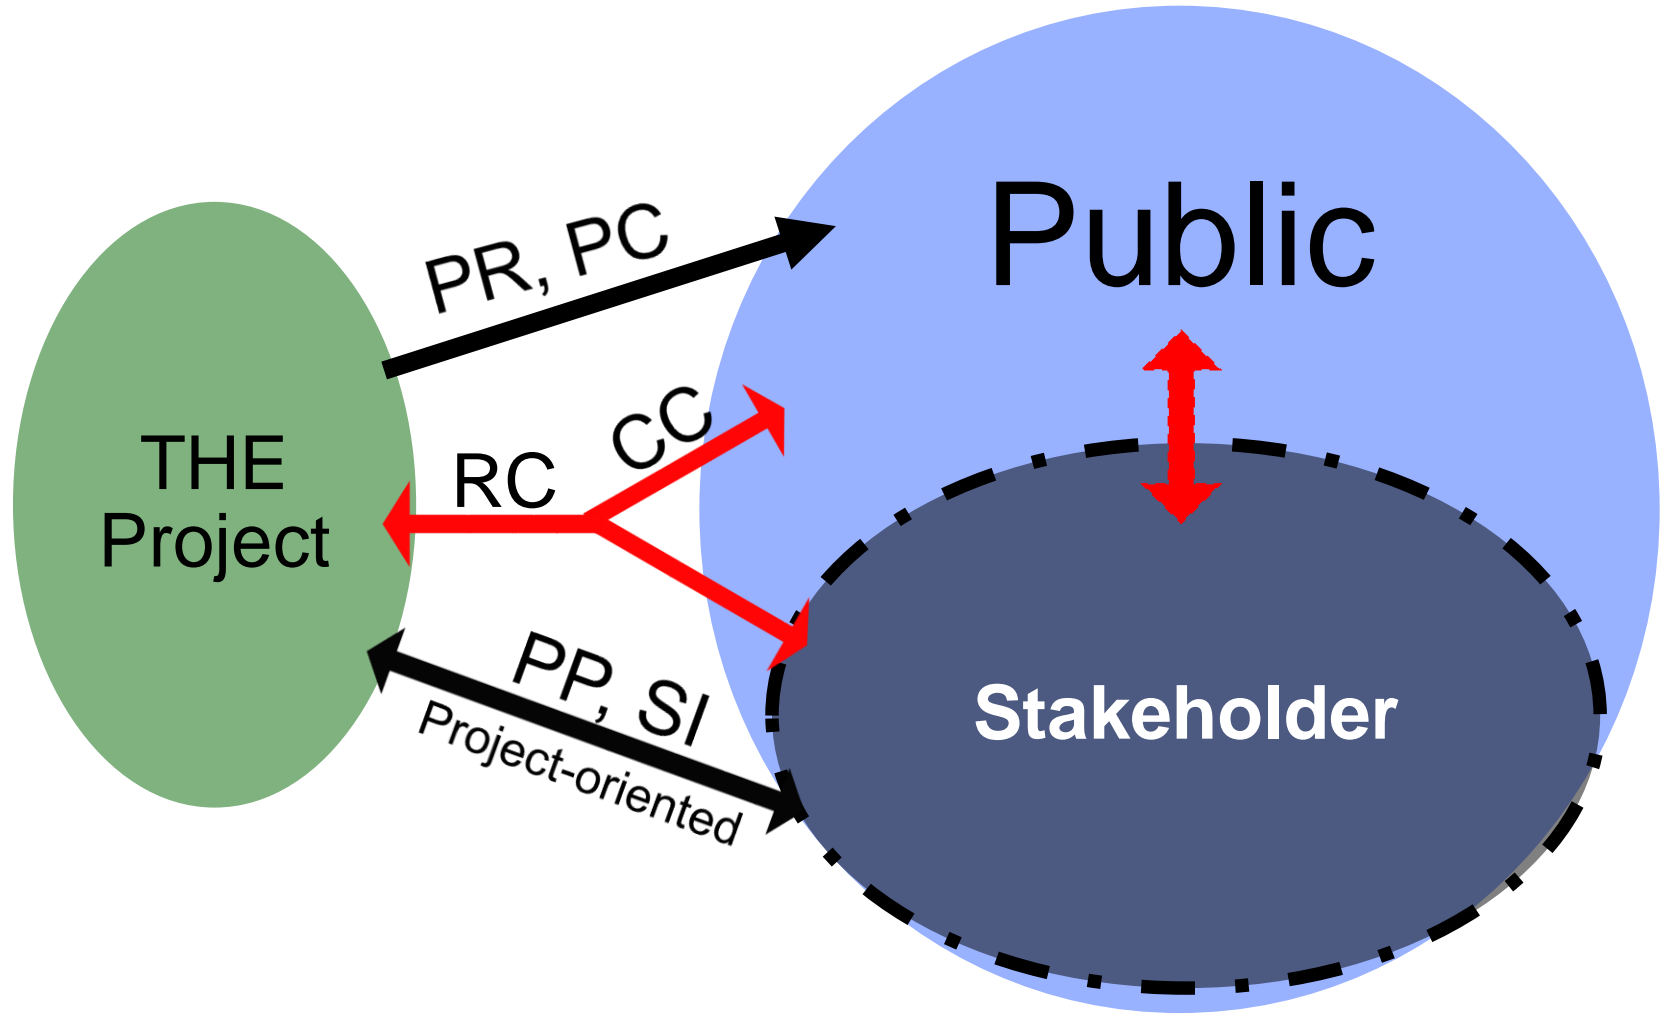 Public
PR, PC
CC
RC
THE
Project
PP, SI
Project-oriented
Stakeholder